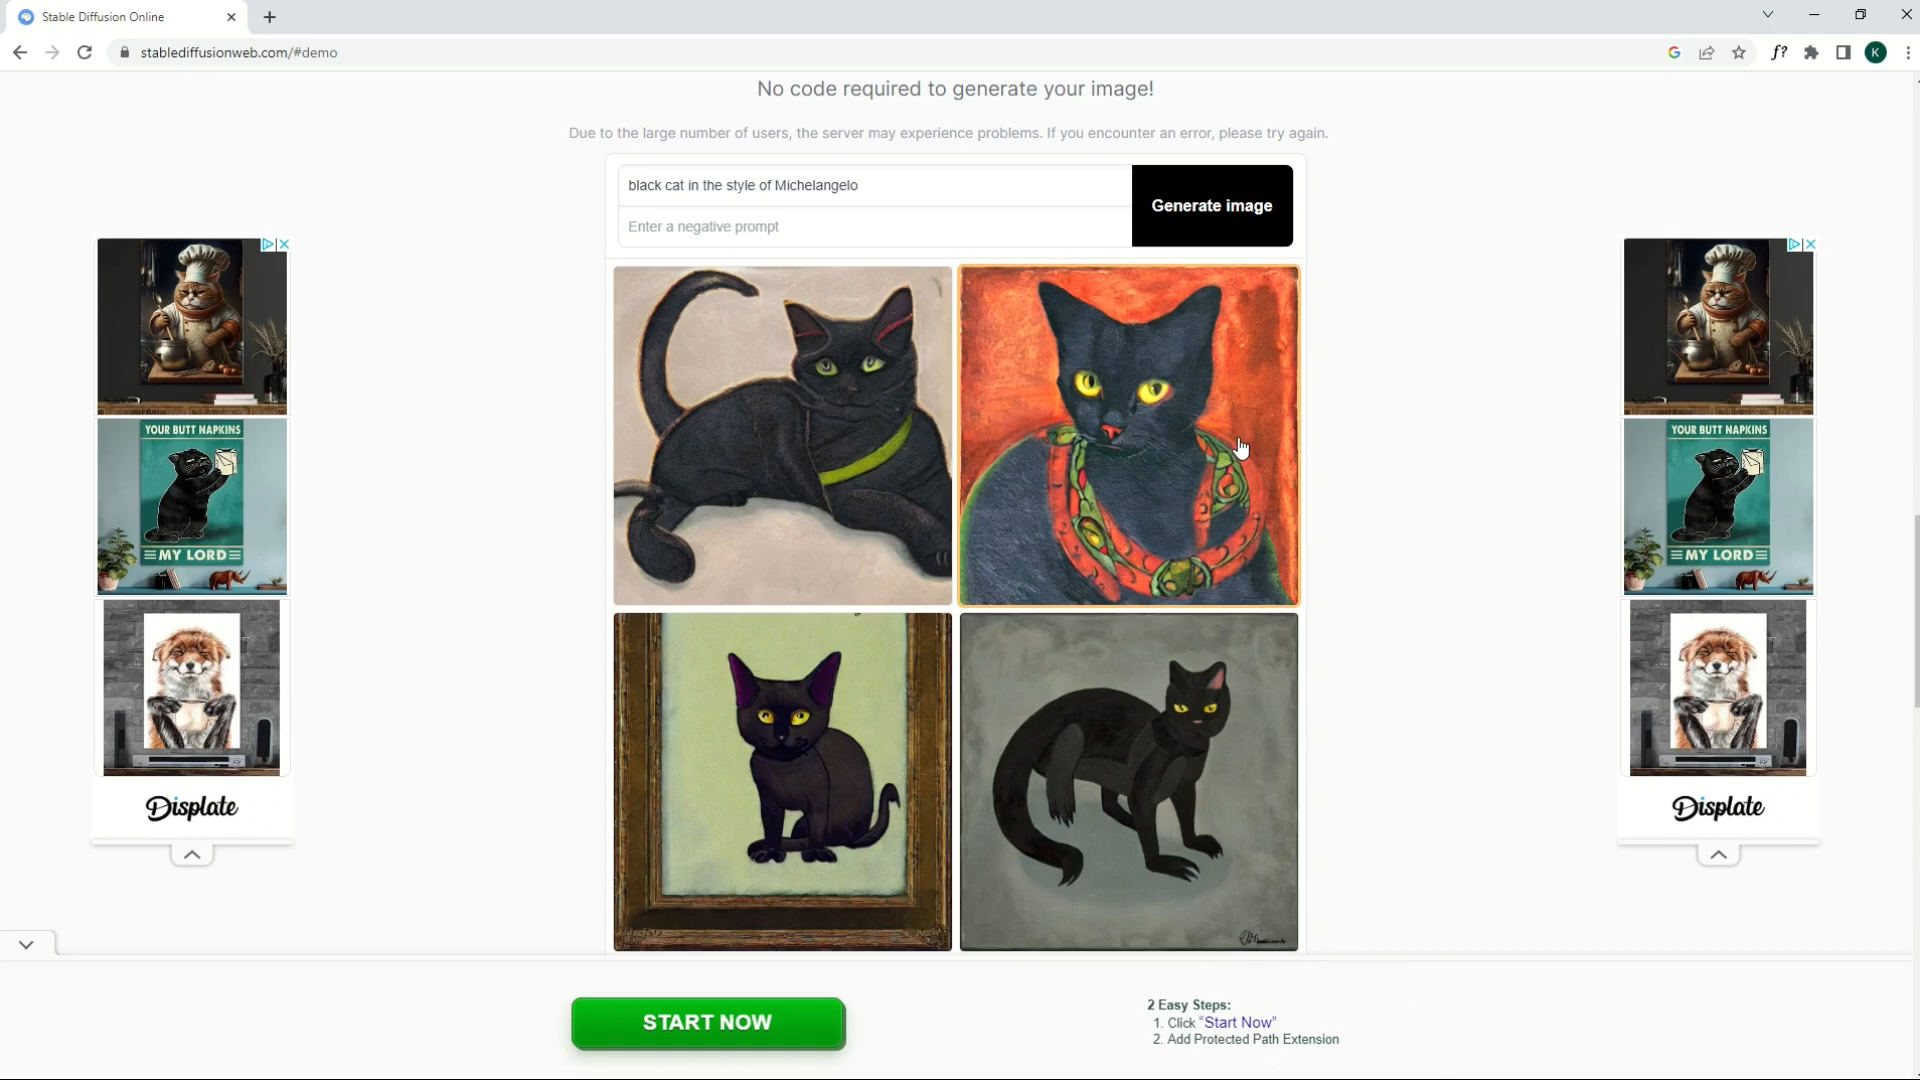 Stable Diffusion Online
stablediffusionweb.com/#demo
f?
K
No code required to generate your image!
Due to the large number of users, the server may experience problems. If you encounter an error, please try again.
black cat in the style of Michelangelo
Enter a negative prompt
Generate image
YOUR BUTT NAPKINS
MY LORD
Displate
YOUR BUTT NAPKINS
MY LORD
Displate
START NOW
2 Easy Steps:
1. Click "Start Now"
2. Add Protected Path Extension